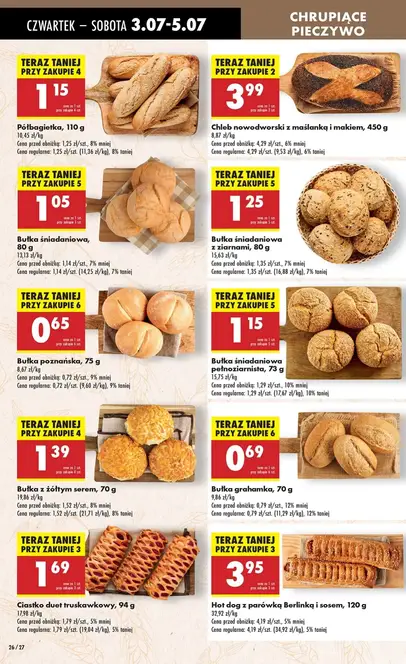 CZWARTEK – SOBOTA 3.07-5.07
CHRUPIĄCE
PIECZYWO
TERAZ TANIEJ
PRZY ZAKUPIE 4
1 15
Półbagietka, 110 g
10,45 zł/kg
Cena przed obniżką: 1,25 zł/szt., 8% mniej
Cena regularna: 1,25 zł/szt. (11,36 zł/kg), 8% taniej
TERAZ TANIEJ
PRZY ZAKUPIE 2
3 99
Chleb nowodworski z maślanką i makiem, 450 g
8,87 zł/kg
Cena przed obniżką: 4,29 zł/szt., 6% mniej
Cena regularna: 4,29 zł/szt. (9,53 zł/kg), 6% taniej
TERAZ TANIEJ
PRZY ZAKUPIE 5
1 05
Bułka śniadaniowa,
80 g
13,13 zł/kg
Cena przed obniżką: 1,14 zł/szt., 7% mniej
Cena regularna: 1,14 zł/szt. (14,25 zł/kg), 7% taniej
TERAZ TANIEJ
PRZY ZAKUPIE 5
1 25
Bułka śniadaniowa
z ziarnami, 80 g
15,63 zł/kg
Cena przed obniżką: 1,35 zł/szt., 7% mniej
Cena regularna: 1,35 zł/szt. (16,88 zł/kg), 7% taniej
TERAZ TANIEJ
PRZY ZAKUPIE 6
0 65
Bułka poznańska, 75 g
8,67 zł/kg
Cena przed obniżką: 0,72 zł/szt., 9% mniej
Cena regularna: 0,72 zł/szt. (9,60 zł/kg), 9% taniej
TERAZ TANIEJ
PRZY ZAKUPIE 5
1 15
Bułka śniadaniowa
pełnoziarnista, 73 g
15,75 zł/kg
Cena przed obniżką: 1,29 zł/szt., 10% mniej
Cena regularna: 1,29 zł/szt. (17,67 zł/kg), 10% taniej
TERAZ TANIEJ
PRZY ZAKUPIE 4
1 39
Bułka z żółtym serem, 70 g
19,86 zł/kg
Cena przed obniżką: 1,52 zł/szt., 8% mniej
Cena regularna: 1,52 zł/szt. (21,71 zł/kg), 8% taniej
TERAZ TANIEJ
PRZY ZAKUPIE 6
0 69
Bułka grahamka, 70 g
9,86 zł/kg
Cena przed obniżką: 0,79 zł/szt., 12% mniej
Cena regularna: 0,79 zł/szt. (11,29 zł/kg), 12% taniej
TERAZ TANIEJ
PRZY ZAKUPIE 3
1 69
Ciastko duet truskawkowy, 94 g
17,98 zł/kg
Cena przed obniżką: 1,79 zł/szt., 5% mniej
Cena regularna: 1,79 zł/szt. (19,04 zł/kg), 5% taniej
TERAZ TANIEJ
PRZY ZAKUPIE 3
3 95
Hot dog z parówką Berlinką i sosem, 120 g
32,92 zł/kg
Cena przed obniżką: 4,19 zł/szt., 5% mniej
Cena regularna: 4,19 zł/szt. (34,92 zł/kg), 5% taniej
26/27